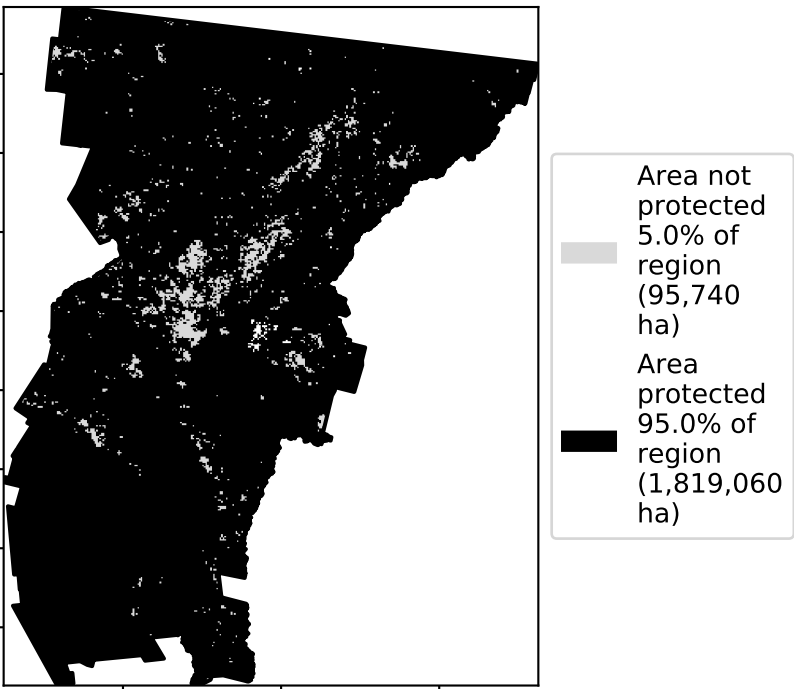 Area not
protected
5.0% of
region
(95,740
ha)
Area
protected
95.0% of
region
(1,819,060
ha)